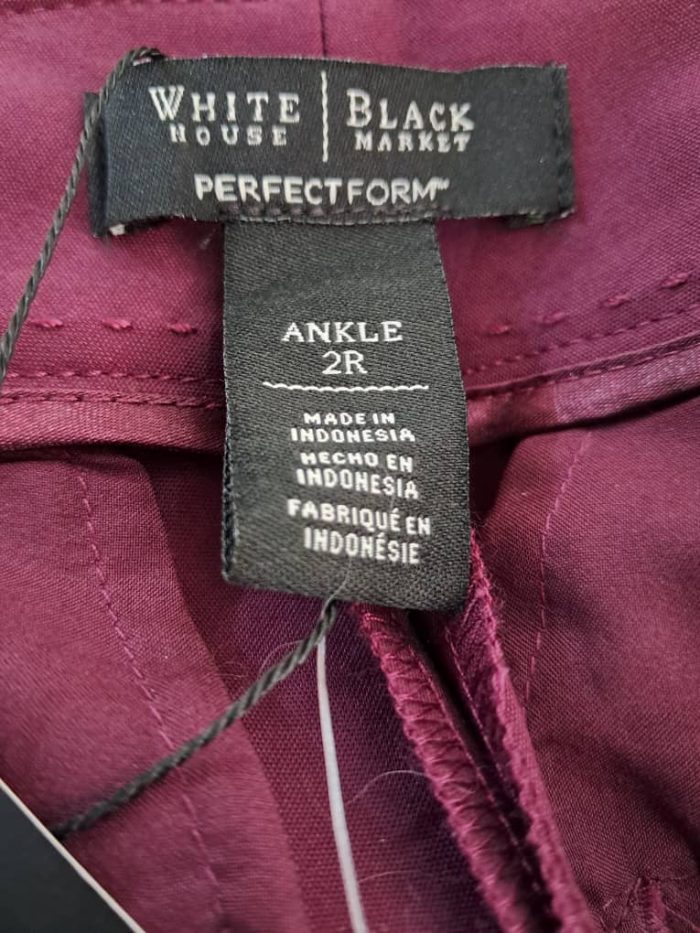 WHITE HOUSE | BLACK MARKET
PERFECTFORM™
ANKLE
2R
MADE IN
INDONESIA
HECHO EN
INDONESIA
FABRIQUÉ EN
INDONÉSIE